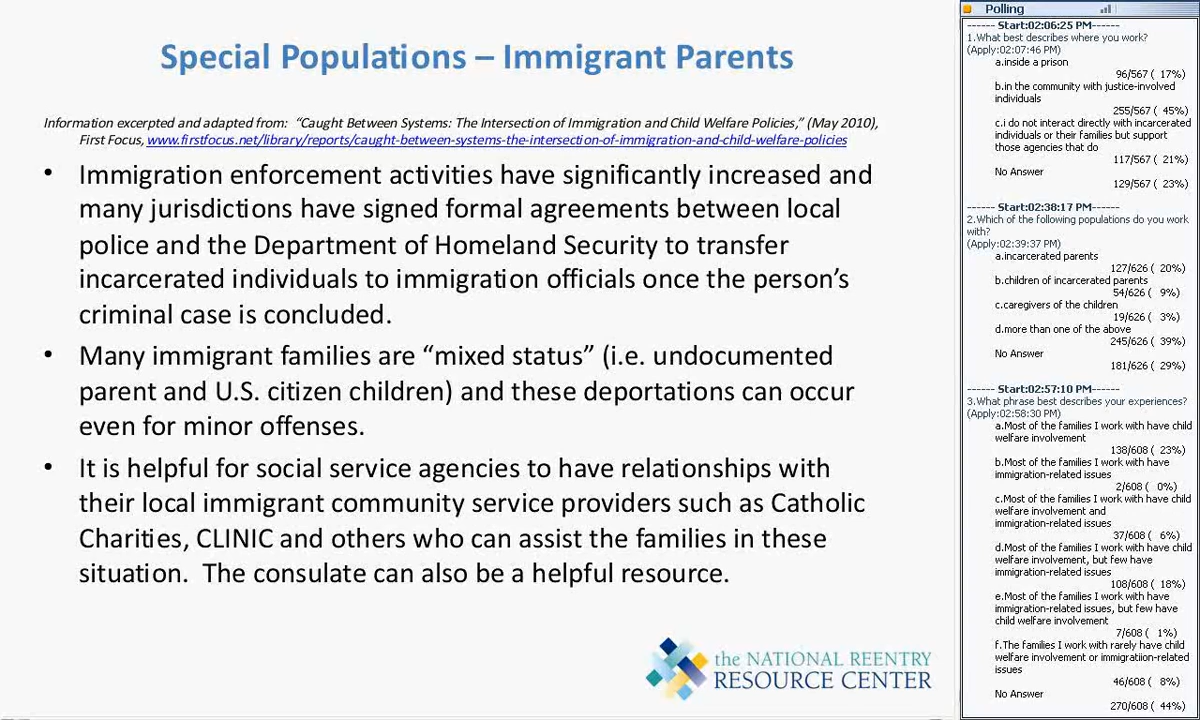 Special Populations – Immigrant Parents
Information excerpted and adapted from:  “Caught Between Systems: The Intersection of Immigration and Child Welfare Policies,” (May 2010),
First Focus, www.firstfocus.net/library/reports/caught-between-systems-the-intersection-of-immigration-and-child-welfare-policies
• Immigration enforcement activities have significantly increased and
many jurisdictions have signed formal agreements between local
police and the Department of Homeland Security to transfer
incarcerated individuals to immigration officials once the person’s
criminal case is concluded.
• Many immigrant families are “mixed status” (i.e. undocumented
parent and U.S. citizen children) and these deportations can occur
even for minor offenses.
• It is helpful for social service agencies to have relationships with
their local immigrant community service providers such as Catholic
Charities, CLINIC and others who can assist the families in these
situation.  The consulate can also be a helpful resource.
the NATIONAL REENTRY
RESOURCE CENTER
Polling
------ Start:02:06:25 PM------
1.What best describes where you work?
(Apply:02:07:46 PM)
a.inside a prison
96/567 ( 17%)
b.in the community with justice-involved
individuals
255/567 ( 45%)
c.i do not interact directly with incarcerated
individuals or their families but support
those agencies that do
117/567 ( 21%)
No Answer
129/567 ( 23%)
------ Start:02:38:17 PM------
2.Which of the following populations do you work
with?
(Apply:02:39:37 PM)
a.incarcerated parents
127/626 ( 20%)
b.children of incarcerated parents
54/626 (  9%)
c.caregivers of the children
19/626 (  3%)
d.more than one of the above
245/626 ( 39%)
No Answer
181/626 ( 29%)
------ Start:02:57:10 PM------
3.What phrase best describes your experiences?
(Apply:02:58:30 PM)
a.Most of the families I work with have child
welfare involvement
138/608 ( 23%)
b.Most of the families I work with have
immigration-related issues
2/608 (  0%)
c.Most of the families I work with have child
welfare involvement and
immigration-related issues
37/608 (  6%)
d.Most of the families I work with have child
welfare involvement, but few have
immigration-related issues
108/608 ( 18%)
e.Most of the families I work with have
immigration-related issues, but few have
child welfare involvement
7/608 (  1%)
f.The families I work with rarely have child
welfare involvement or immigratiion-related
issues
46/608 (  8%)
No Answer
270/608 ( 44%)